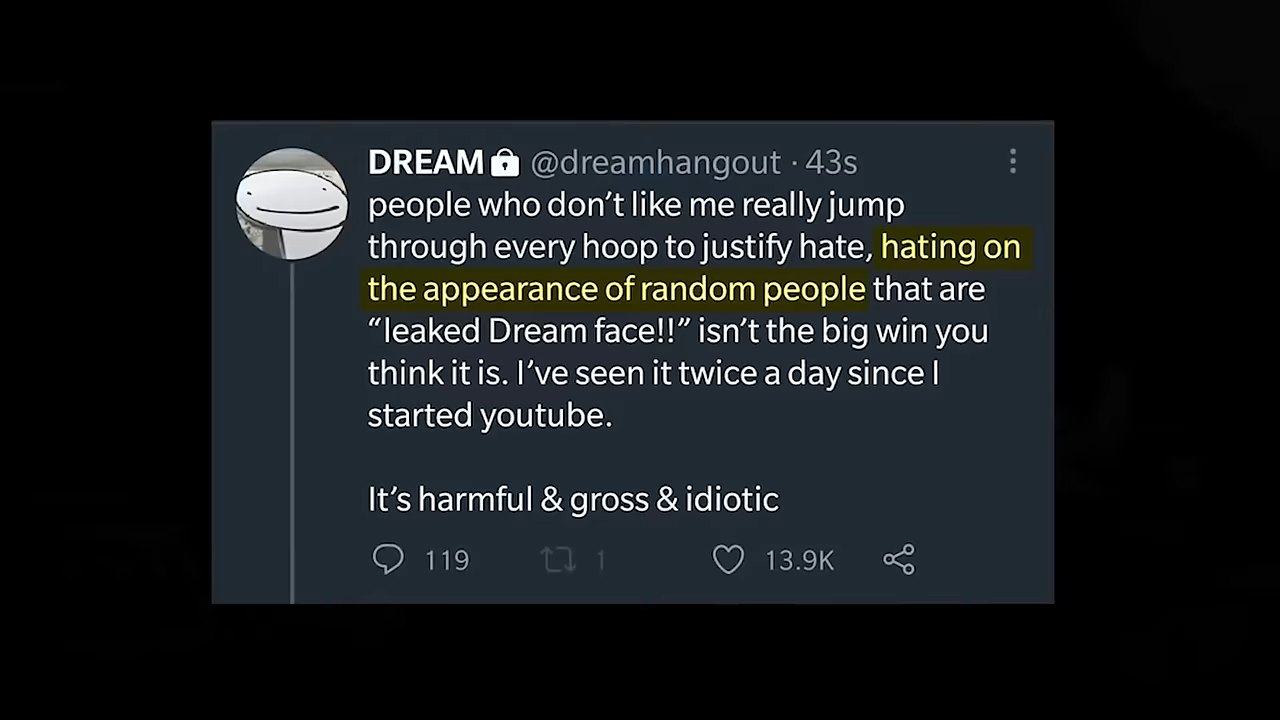 DREAM @dreamhangout · 43s
people who don’t like me really jump
through every hoop to justify hate, hating on
the appearance of random people that are
“leaked Dream face!!” isn’t the big win you
think it is. I’ve seen it twice a day since I
started youtube.
It’s harmful & gross & idiotic
119 1 13.9K